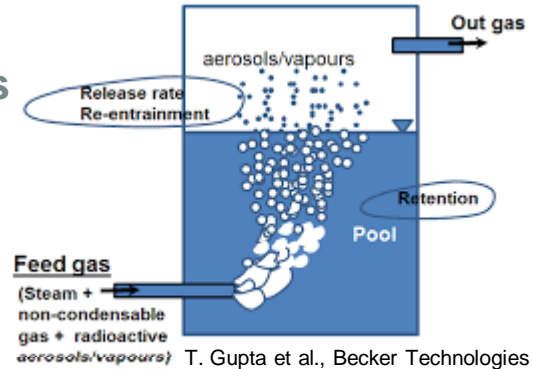 Out gas
aerosols/vapours
s
Release rate
Re-entrainment
Retention
Pool
Feed gas
(Steam +
non-condensable
gas + radioactive
aerosols/vapours)
T. Gupta et al., Becker Technologies